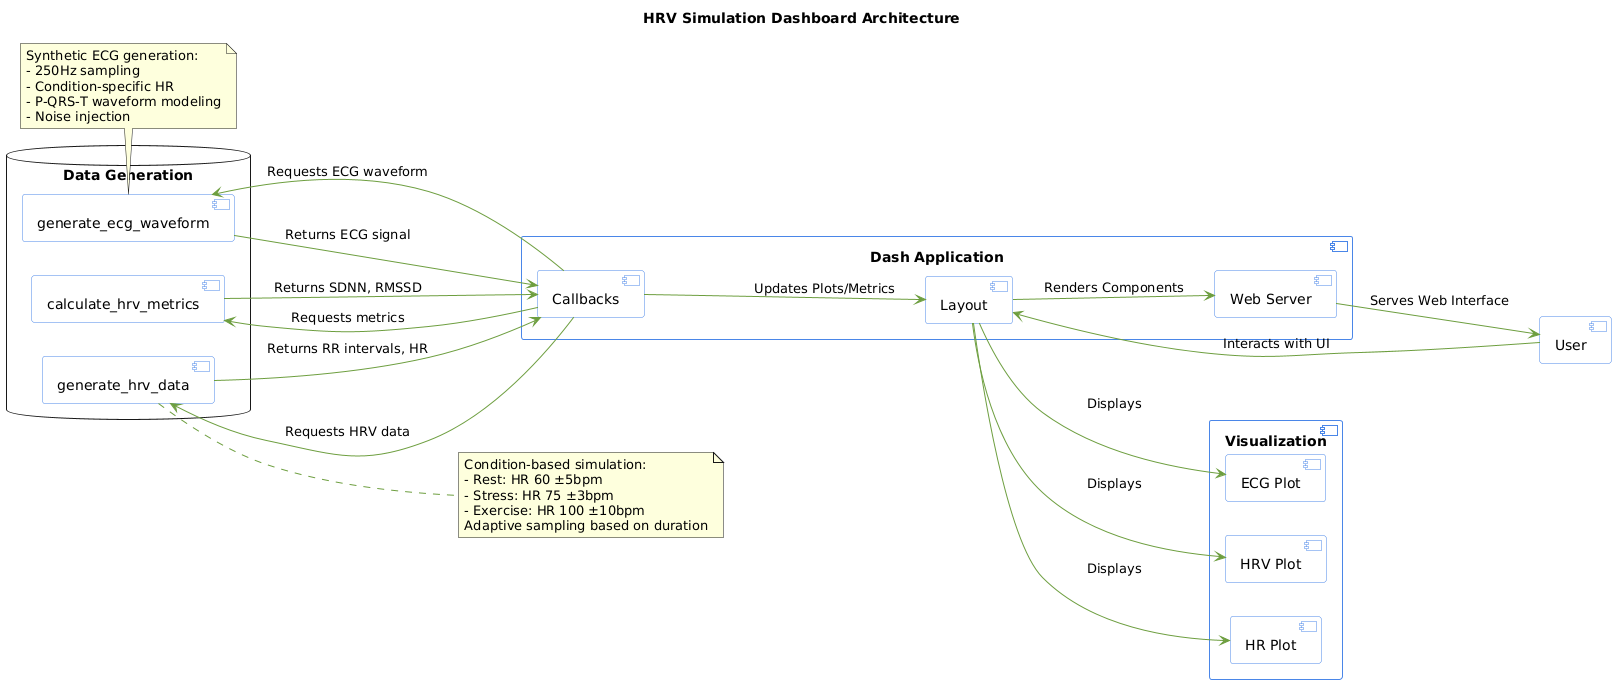 HRV Simulation Dashboard Architecture
Synthetic ECG generation:
- 250Hz sampling
- Condition-specific HR
- P-QRS-T waveform modeling
- Noise injection
Data Generation
generate_ecg_waveform
calculate_hrv_metrics
generate_hrv_data
Requests ECG waveform
Returns ECG signal
Returns SDNN, RMSSD
Requests metrics
Returns RR intervals, HR
Requests HRV data
Condition-based simulation:
- Rest: HR 60 ±5bpm
- Stress: HR 75 ±3bpm
- Exercise: HR 100 ±10bpm
Adaptive sampling based on duration
Dash Application
Callbacks
Updates Plots/Metrics
Layout
Renders Components
Web Server
Serves Web Interface
Interacts with UI
User
Displays
Displays
Displays
Visualization
ECG Plot
HRV Plot
HR Plot